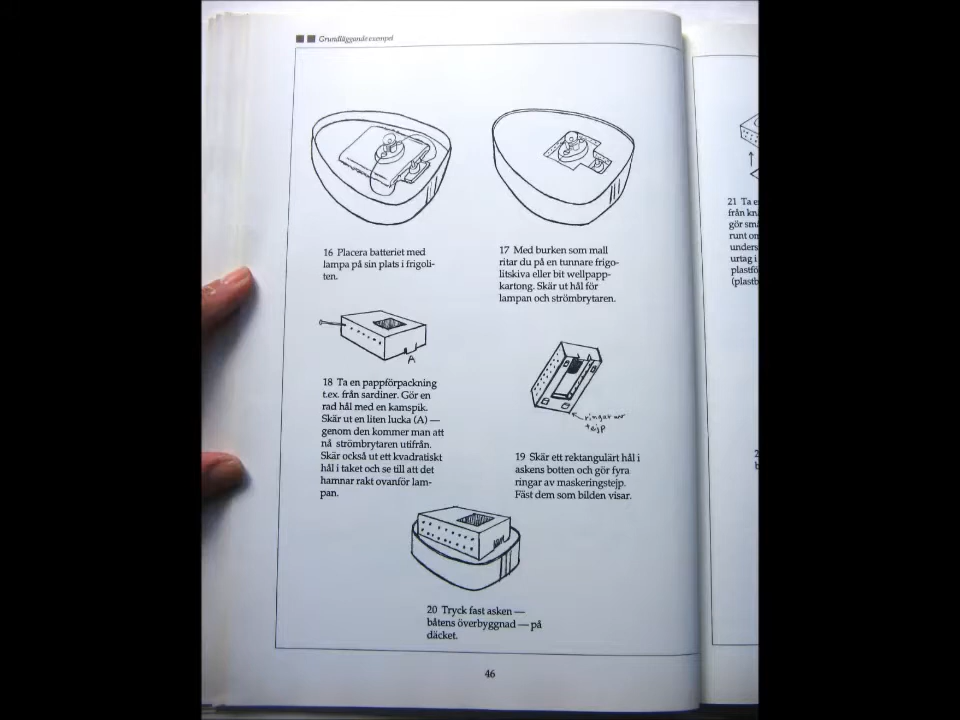 Grundläggande exempel
16 Placera batteriet med
lampa på sin plats i frigoli-
ten.
17 Med burken som mall
ritar du på en tunnare frigo-
litskiva eller bit wellpapp-
kartong. Skär ut hål för
lampan och strömbrytaren.
A
18 Ta en pappförpackning
t.ex. från sardiner. Gör en
rad hål med en kamspik.
Skär ut en liten lucka (A) —
genom den kommer man att
nå strömbrytaren utifrån.
Skär också ut ett kvadratiskt
hål i taket och se till att det
hamnar rakt ovanför lam-
pan.
ringar av
tejp
19 Skär ett rektangulärt hål i
askens botten och gör fyra
ringar av maskeringstejp.
Fäst dem som bilden visar.
20 Tryck fast asken —
båtens överbyggnad — på
däcket.
46
21 Ta e
från kn
gör små
runt om
unders
urtag i
plastfö
(plastb